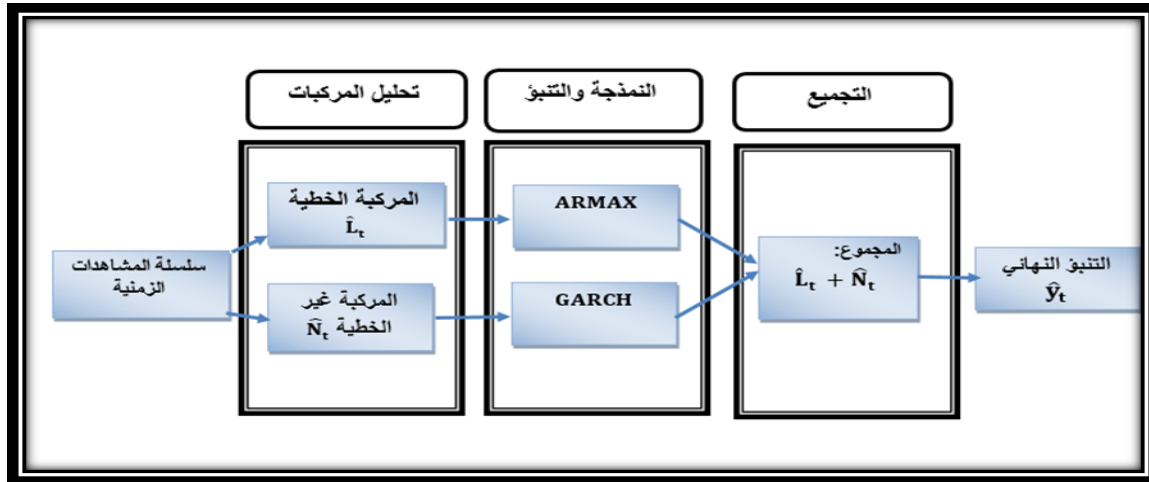 تحليل المركبات
النمذجة والتنبؤ
التجميع
سلسلة المشاهدات
الزمنية
المركبة الخطية
L̂ₜ
المركبة غير
الخطية N̂ₜ
ARMAX
GARCH
المجموع:
L̂ₜ + N̂ₜ
التنبؤ النهائي
ŷₜ